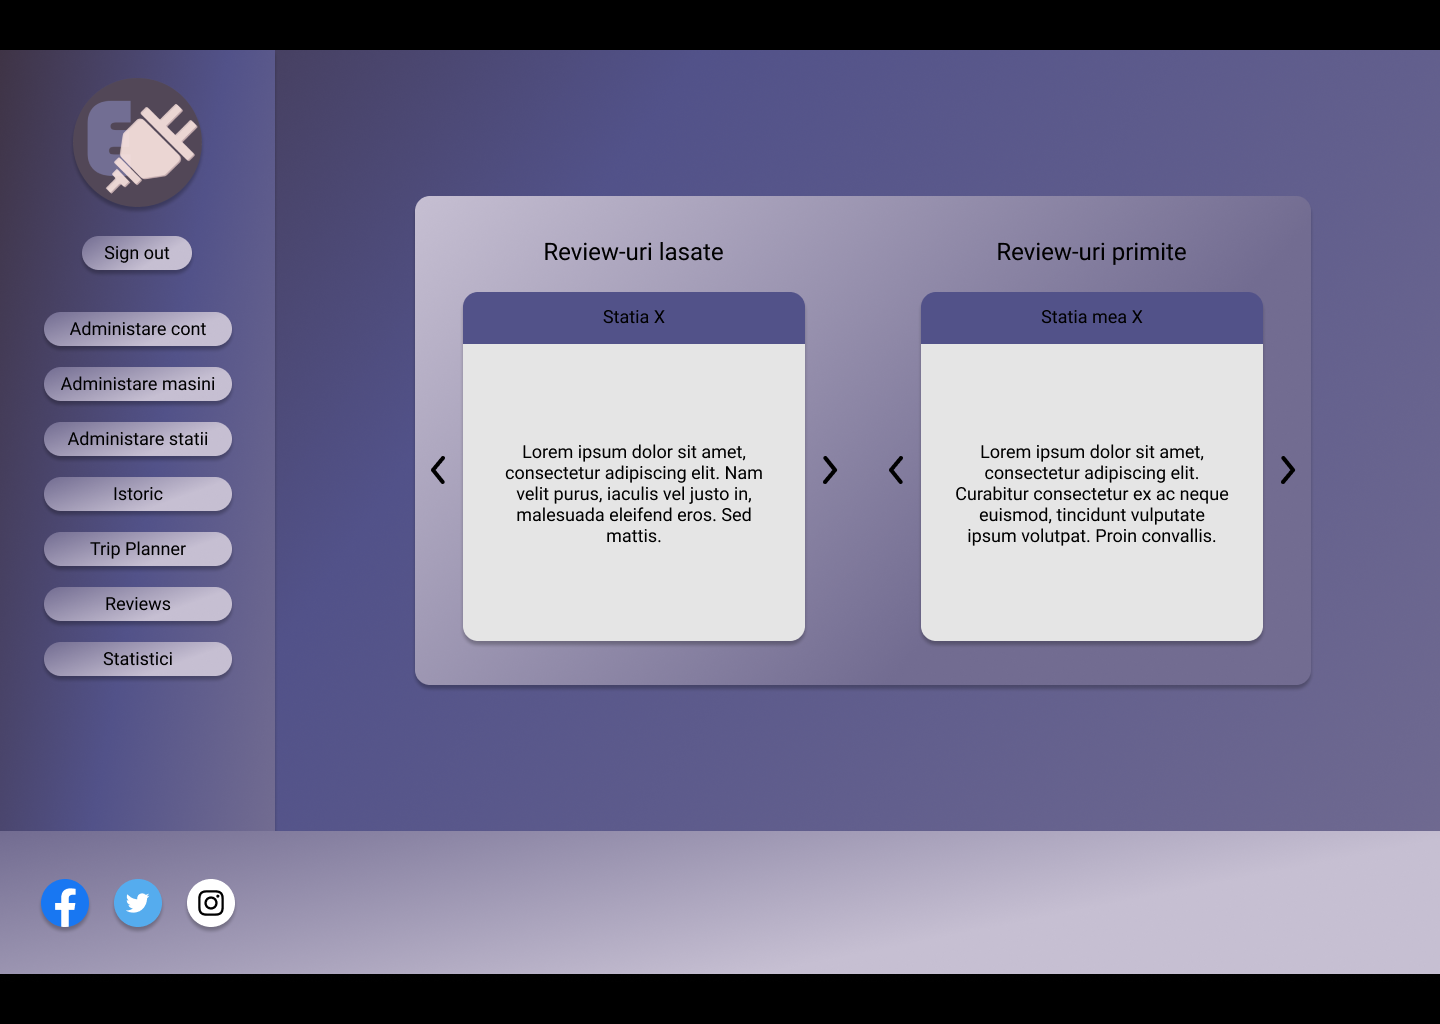 E
Sign out
Administare cont
Administare masini
Administare statii
Istoric
Trip Planner
Reviews
Statistici
Review-uri lasate
Statia X
Lorem ipsum dolor sit amet,
consectetur adipiscing elit. Nam
velit purus, iaculis vel justo in,
malesuada eleifend eros. Sed
mattis.
Review-uri primite
Statia mea X
Lorem ipsum dolor sit amet,
consectetur adipiscing elit.
Curabitur consectetur ex ac neque
euismod, tincidunt vulputate
ipsum volutpat. Proin convallis.